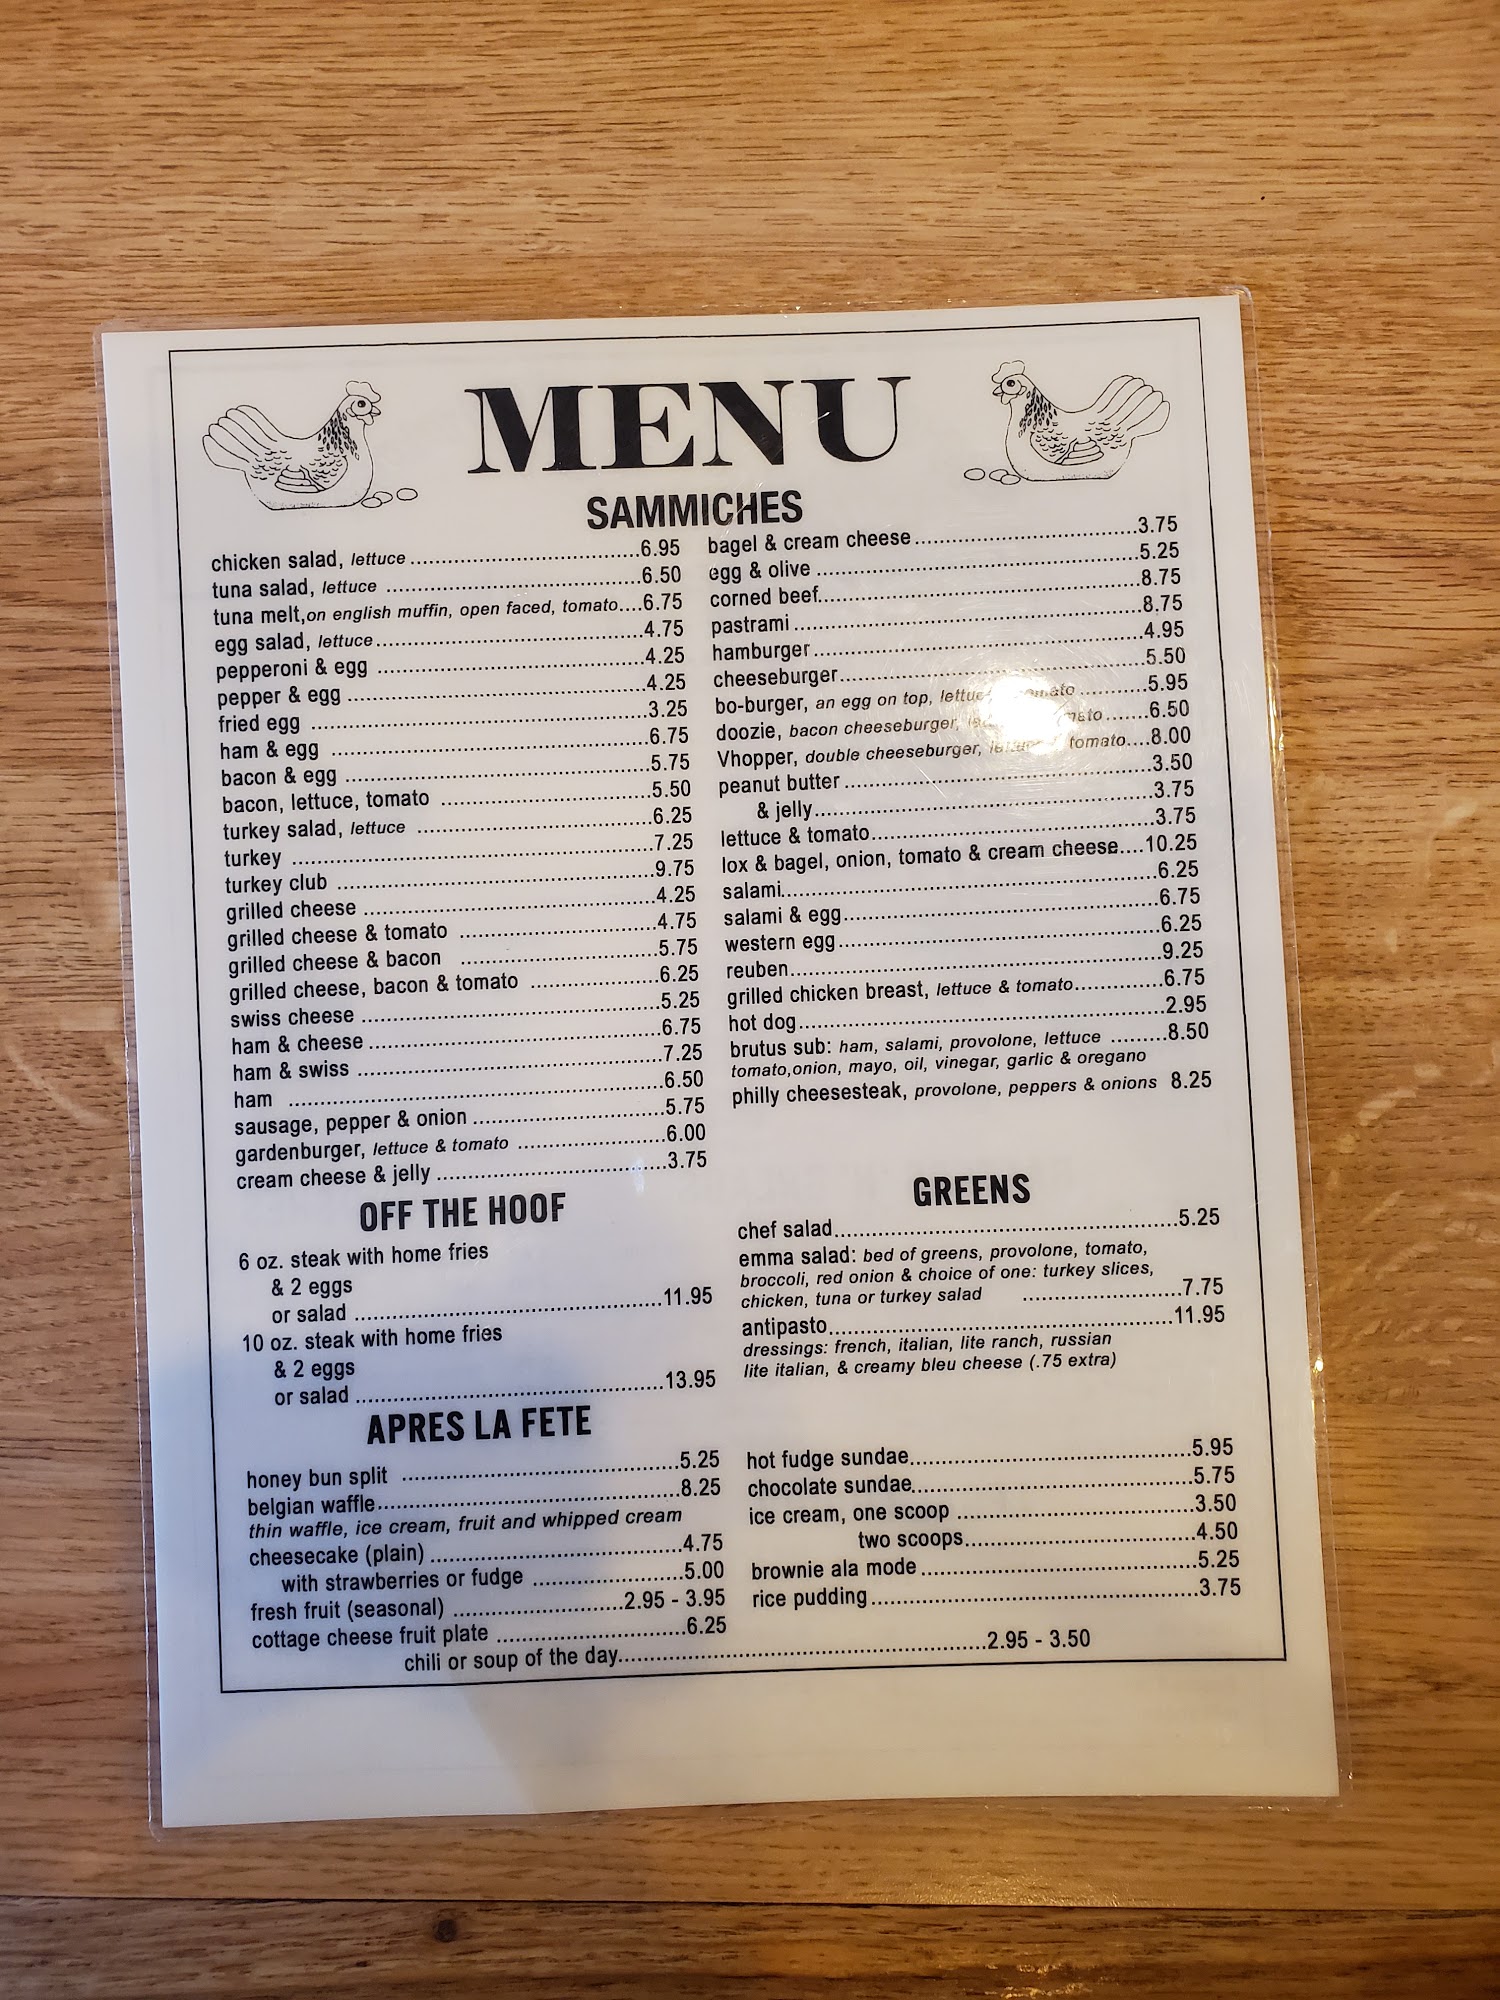 MENU
SAMMICHES
chicken salad, lettuce 6.95
tuna salad, lettuce 6.50
tuna melt,on english muffin, open faced, tomato 6.75
egg salad, lettuce 4.75
pepperoni & egg 4.25
pepper & egg 4.25
fried egg 3.25
ham & egg 6.75
bacon & egg 5.75
bacon, lettuce, tomato 5.50
turkey salad, lettuce 6.25
turkey 7.25
turkey club 9.75
grilled cheese 4.25
grilled cheese & tomato 4.75
grilled cheese & bacon 5.75
grilled cheese, bacon & tomato 6.25
swiss cheese 5.25
ham & cheese 6.75
ham & swiss 7.25
ham 6.50
sausage, pepper & onion 5.75
gardenburger, lettuce & tomato 6.00
cream cheese & jelly 3.75
bagel & cream cheese 3.75
egg & olive 5.25
corned beef 8.75
pastrami 8.75
hamburger 4.95
cheeseburger 5.50
bo-burger, an egg on top, 5.95
doozie, bacon cheeseburger, 6.50
Vhopper, double cheeseburger, tomato 8.00
peanut butter 3.50
& jelly 3.75
lettuce & tomato 3.75
lox & bagel, onion, tomato & cream cheese 10.25
salami 6.25
salami & egg 6.75
western egg 6.25
reuben 9.25
grilled chicken breast, lettuce & tomato 6.75
hot dog 2.95
brutus sub: ham, salami, provolone, lettuce 8.50
tomato,onion, mayo, oil, vinegar, garlic & oregano
philly cheesesteak, provolone, peppers & onions 8.25
OFF THE HOOF
6 oz. steak with home fries
& 2 eggs
or salad 11.95
10 oz. steak with home fries
& 2 eggs
or salad 13.95
GREENS
chef salad 5.25
emma salad: bed of greens, provolone, tomato,
broccoli, red onion & choice of one: turkey slices,
chicken, tuna or turkey salad 7.75
antipasto 11.95
dressings: french, italian, lite ranch, russian
lite italian, & creamy bleu cheese (.75 extra)
APRES LA FETE
honey bun split 5.25
belgian waffle 8.25
thin waffle, ice cream, fruit and whipped cream
cheesecake (plain) 4.75
with strawberries or fudge 5.00
fresh fruit (seasonal) 2.95 - 3.95
cottage cheese fruit plate 6.25
hot fudge sundae 5.95
chocolate sundae 5.75
ice cream, one scoop 3.50
two scoops 4.50
brownie ala mode 5.25
rice pudding 3.75
chili or soup of the day 2.95 - 3.50